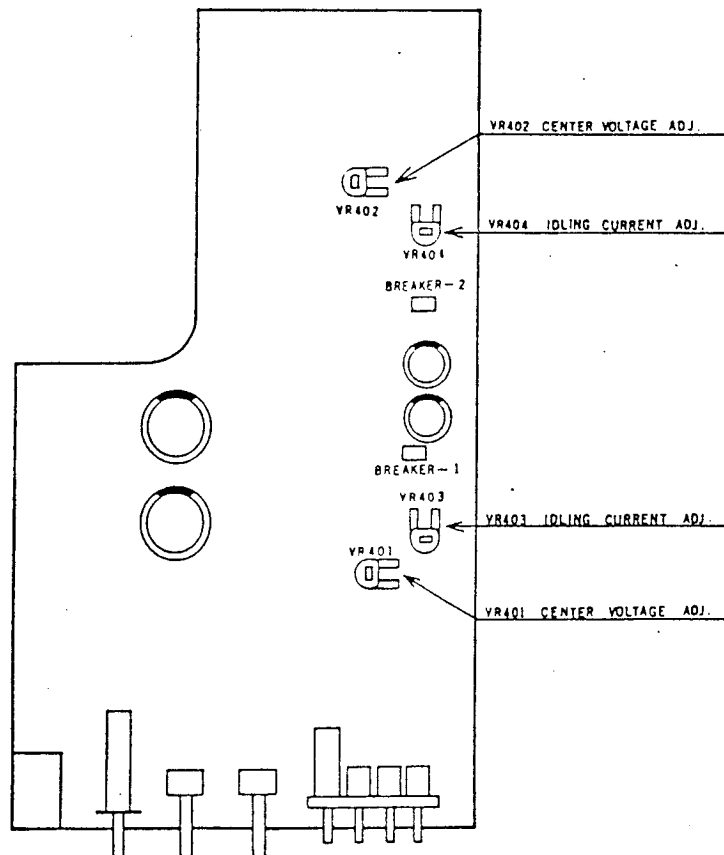 VR402 CENTER VOLTAGE ADJ.
VR402
VR404 IDLING CURRENT ADJ.
VR404
BREAKER-2
BREAKER-1
VR403
VR403 IDLING CURRENT ADJ.
VR401
VR401 CENTER VOLTAGE ADJ.